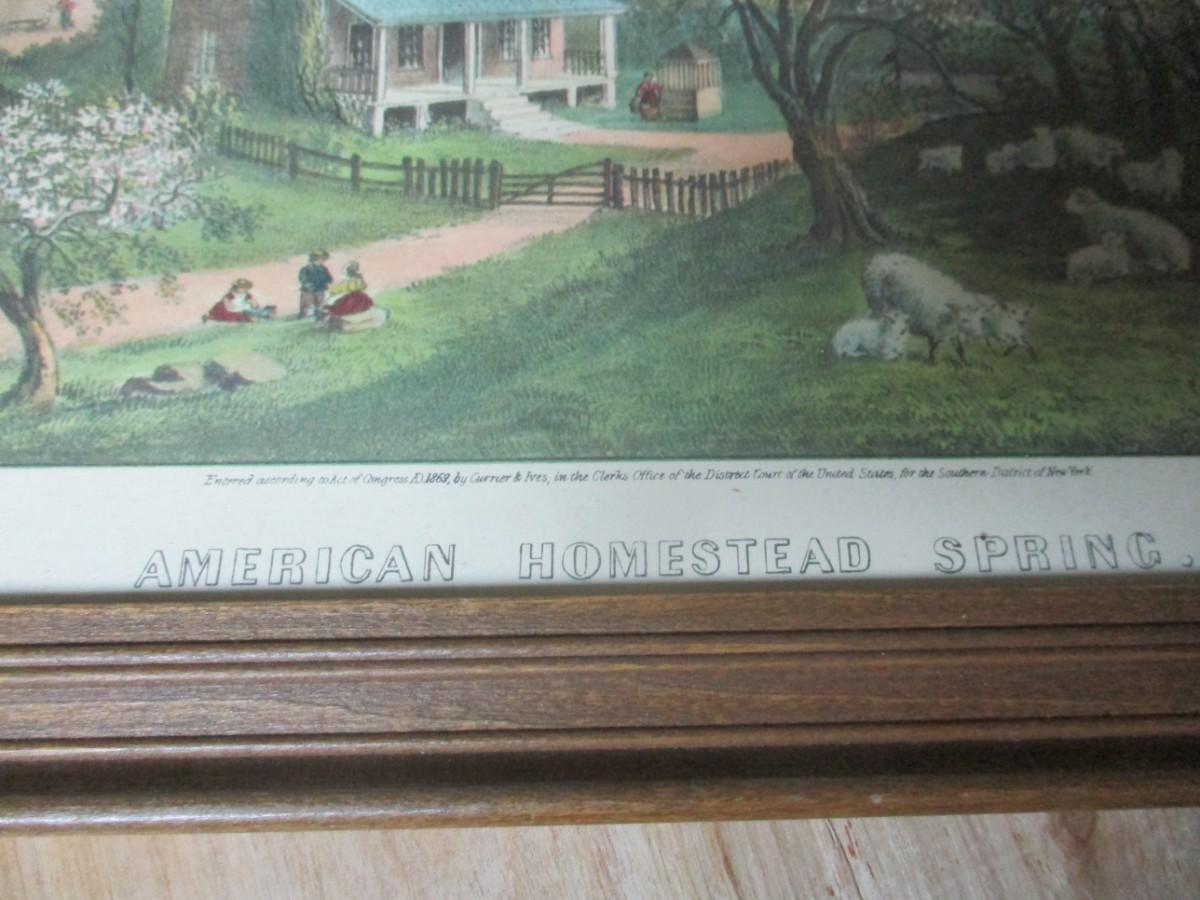 Entered according to Act of Congress AD. 1869, by Currier & Ives, in the Clerks Office of the District Court of the United States, for the Southern District of New York
AMERICAN HOMESTEAD SPRING.